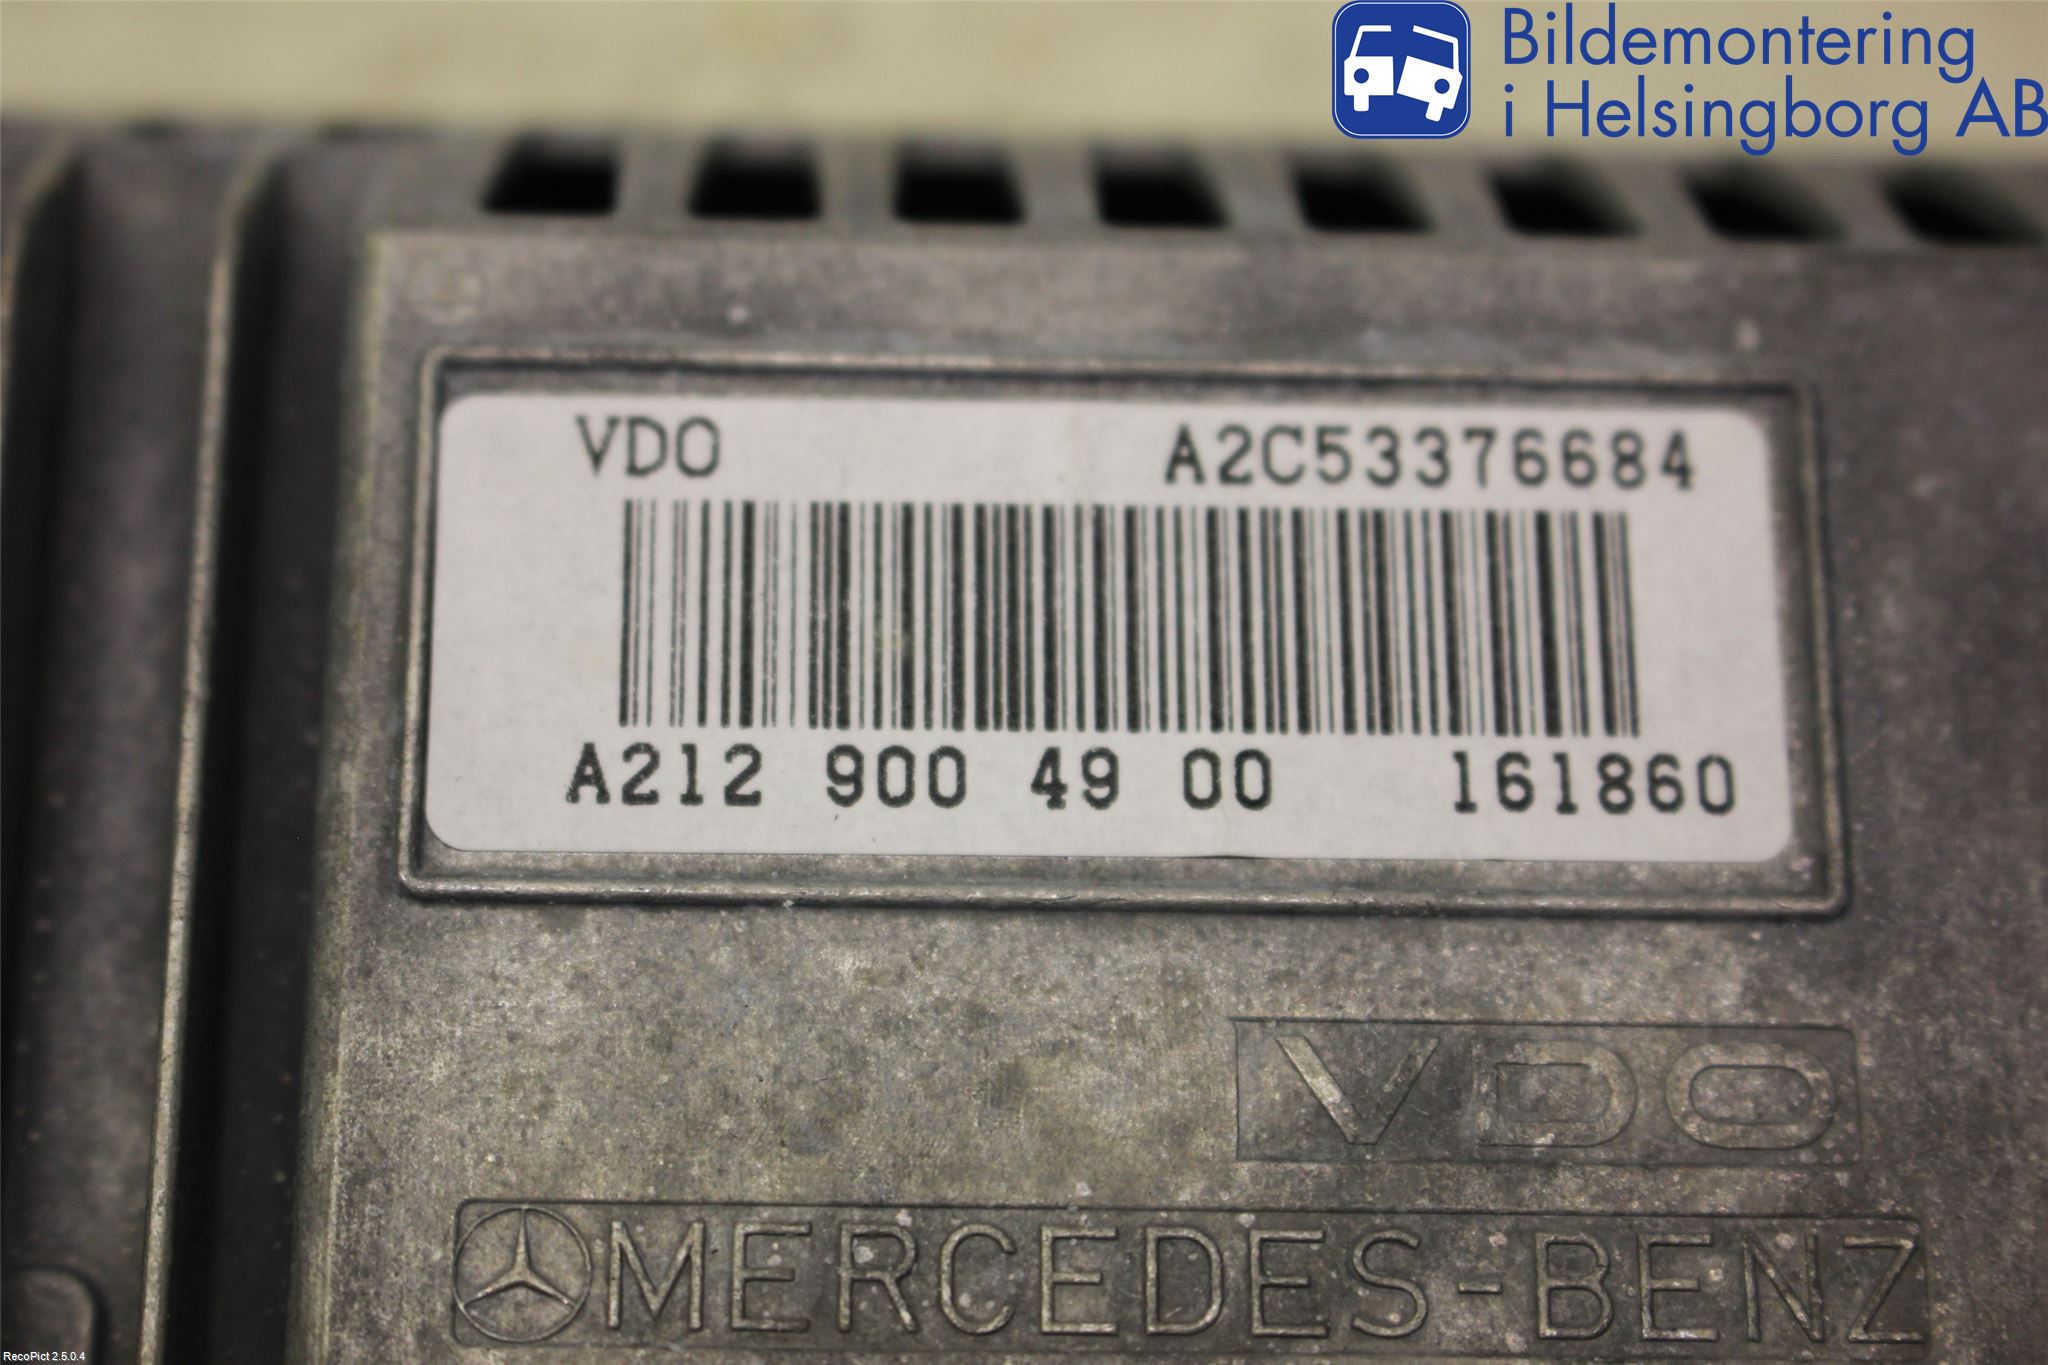 Bildemontering
i Helsingborg AB
VDO A2C53376684
A212 900 49 00 161860
VDO
MERCEDES-BENZ
RecoPict 2.5.0.4